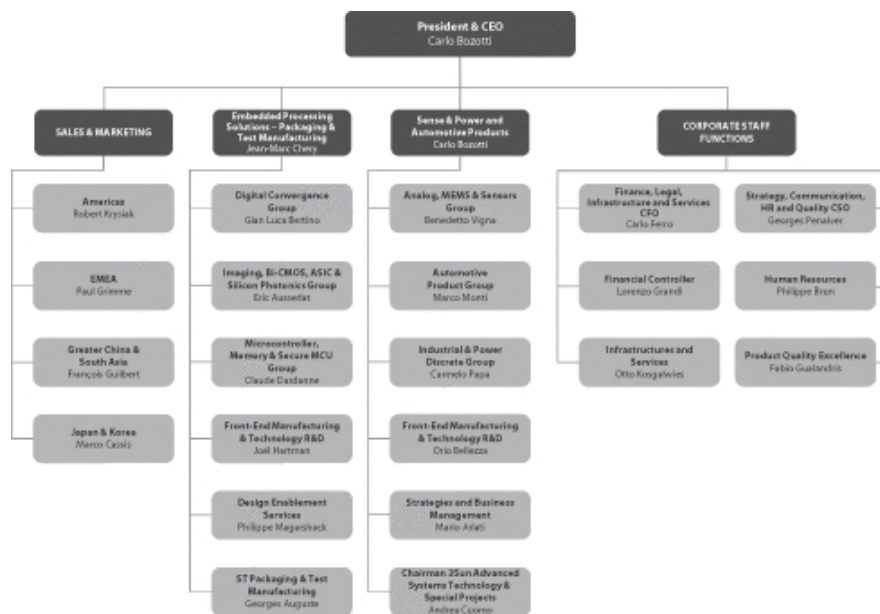 President & CEO
Carlo Bozotti
SALES & MARKETING
Embedded Processing
Solutions – Packaging &
Test Manufacturing
Jean-Marc Chery
Sense & Power and
Automotive Products
Carlo Bozotti
CORPORATE STAFF
FUNCTIONS
Americas
Robert Krysiak
EMEA
Paul Grimme
Greater China &
South Asia
François Guibert
Japan & Korea
Marco Cassis
Digital Convergence
Group
Gian Luca Bertino
Imaging, Bi-CMOS, ASIC &
Silicon Photonics Group
Eric Aussedat
Microcontroller,
Memory & Secure MCU
Group
Claude Dardanne
Front-End Manufacturing
& Technology R&D
Joël Hartman
Design Enablement
Services
Philippe Magarshack
ST Packaging & Test
Manufacturing
Georges Auguste
Analog, MEMS & Sensors
Group
Benedetto Vigna
Automotive
Product Group
Marco Monti
Industrial & Power
Discrete Group
Carmelo Papa
Front-End Manufacturing
& Technology R&D
Orio Bellezza
Strategies and Business
Management
Mario Arlati
Chairman 3Sun Advanced
Systems Technology &
Special Projects
Andrea Cuomo
Finance, Legal,
Infrastructure and Services
CFO
Carlo Ferro
Financial Controller
Lorenzo Grandi
Infrastructures and
Services
Otto Kosgalwies
Strategy, Communication,
HR and Quality CSO
Georges Penalver
Human Resources
Philippe Brun
Product Quality Excellence
Fabio Gualandris